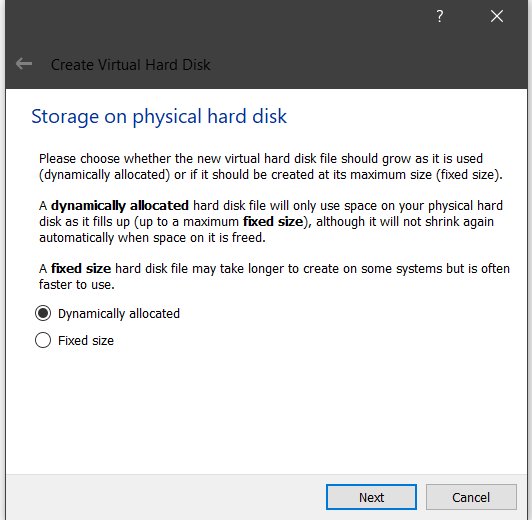 ?
Create Virtual Hard Disk
Storage on physical hard disk
Please choose whether the new virtual hard disk file should grow as it is used
(dynamically allocated) or if it should be created at its maximum size (fixed size).
A dynamically allocated hard disk file will only use space on your physical hard
disk as it fills up (up to a maximum fixed size), although it will not shrink again
automatically when space on it is freed.
A fixed size hard disk file may take longer to create on some systems but is often
faster to use.
Dynamically allocated
Fixed size
Next
Cancel